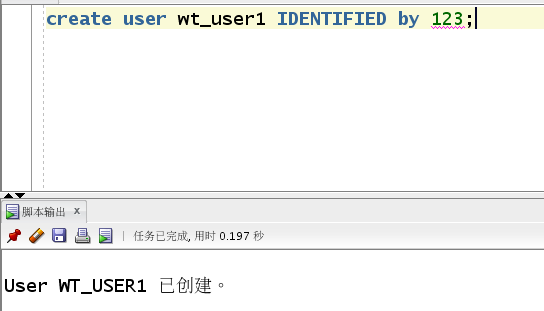 create user wt_user1 IDENTIFIED by 123;
脚本输出 x
任务已完成, 用时 0.197 秒
User WT_USER1 已创建。